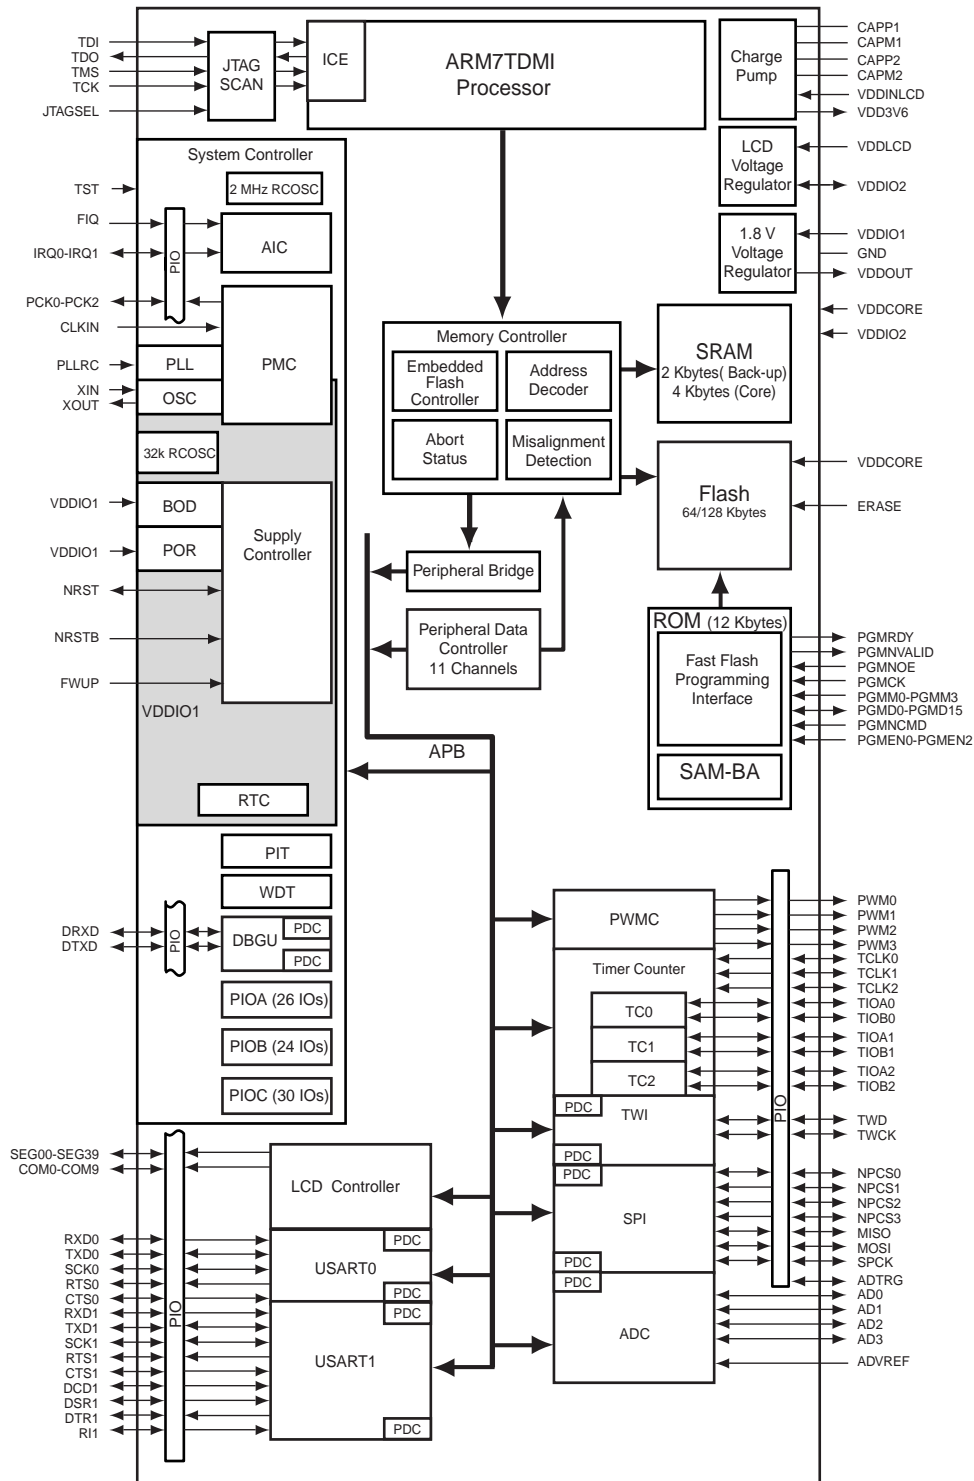 TDI
TDO
TMS
TCK
JTAGSEL
JTAG
SCAN
ICE
ARM7TDMI
Processor
Charge
Pump
CAPP1
CAPM1
CAPP2
CAPM2
VDDINLCD
VDD3V6
LCD
Voltage
Regulator
VDDLCD
VDDIO2
1.8 V
Voltage
Regulator
VDDIO1
GND
VDDOUT
VDDCORE
VDDIO2
System Controller
2 MHz RCOSC
TST
FIQ
IRQ0-IRQ1
PIO
AIC
PCK0-PCK2
CLKIN
PMC
PLLRC
PLL
XIN
XOUT
OSC
32k RCOSC
VDDIO1
BOD
VDDIO1
POR
Supply
Controller
NRST
NRSTB
FWUP
VDDIO1
RTC
PIT
WDT
DRXD
DTXD
PIO
DBGU
PDC
PDC
PIOA (26 IOs)
PIOB (24 IOs)
PIOC (30 IOs)
Memory Controller
Embedded
Flash
Controller
Address
Decoder
Abort
Status
Misalignment
Detection
SRAM
2 Kbytes( Back-up)
4 Kbytes (Core)
Flash
64/128 Kbytes
VDDCORE
ERASE
Peripheral Bridge
Peripheral Data
Controller
11 Channels
APB
ROM (12 Kbytes)
Fast Flash
Programming
Interface
SAM-BA
PGMRDY
PGMNVALID
PGMNOE
PGMCK
PGMM0-PGMM3
PGMD0-PGMD15
PGMNCMD
PGMEN0-PGMEN2
PWMC
Timer Counter
TC0
TC1
TC2
PDC
TWI
PDC
PDC
SPI
PDC
PDC
ADC
PIO
PWM0
PWM1
PWM2
PWM3
TCLK0
TCLK1
TCLK2
TIOA0
TIOB0
TIOA1
TIOB1
TIOA2
TIOB2
TWD
TWCK
NPCS0
NPCS1
NPCS2
NPCS3
MISO
MOSI
SPCK
ADTRG
AD0
AD1
AD2
AD3
ADVREF
SEG00-SEG39
COM0-COM9
RXD0
TXD0
SCK0
RTS0
CTS0
RXD1
TXD1
SCK1
RTS1
CTS1
DCD1
DSR1
DTR1
RI1
PIO
LCD Controller
PDC
USART0
PDC
PDC
USART1
PDC